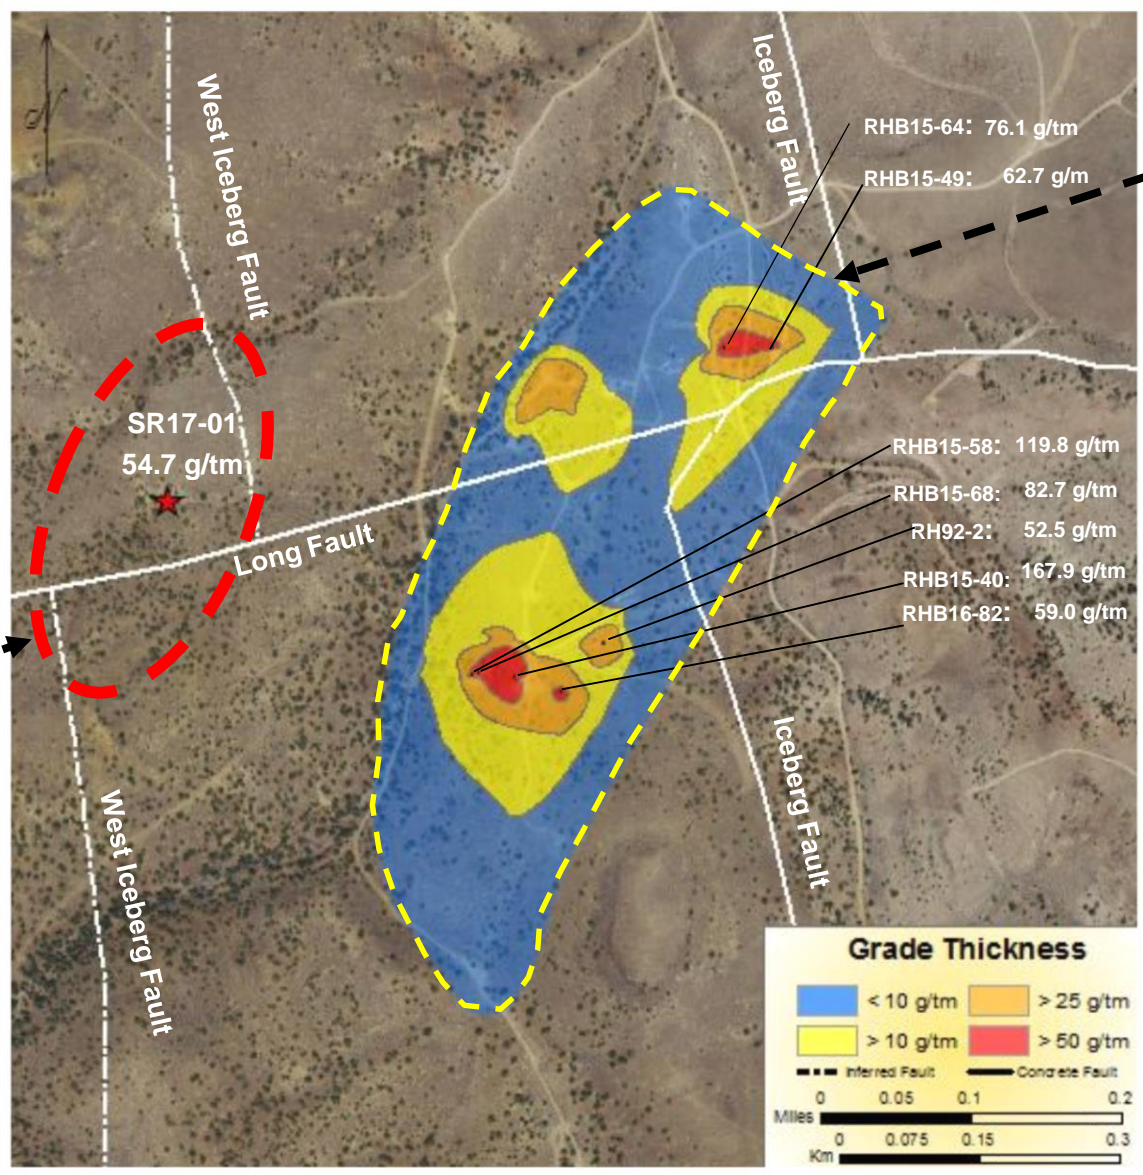 N
West Iceberg Fault
Iceberg Fault
RHB15-64: 76.1 g/tm
RHB15-49: 62.7 g/m
SR17-01
54.7 g/tm
Long Fault
RHB15-58: 119.8 g/tm
RHB15-68: 82.7 g/tm
RH92-2: 52.5 g/tm
RHB15-40: 167.9 g/tm
RHB16-82: 59.0 g/tm
Iceberg Fault
West Iceberg Fault
Grade Thickness
< 10 g/tm > 25 g/tm
> 10 g/tm > 50 g/tm
Inferred Fault Concrete Fault
0 0.05 0.1 0.2
Miles
0 0.075 0.15 0.3
Km